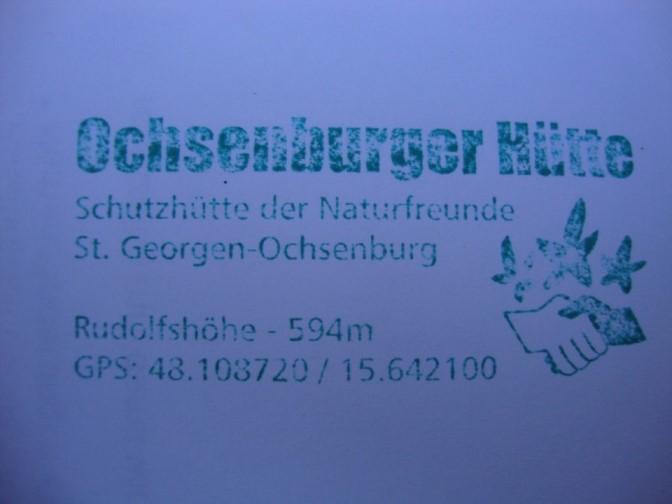 Ochsenburger Hütte
Schutzhütte der Naturfreunde
St. Georgen-Ochsenburg
Rudolfshöhe - 594m
GPS: 48.108720 / 15.642100